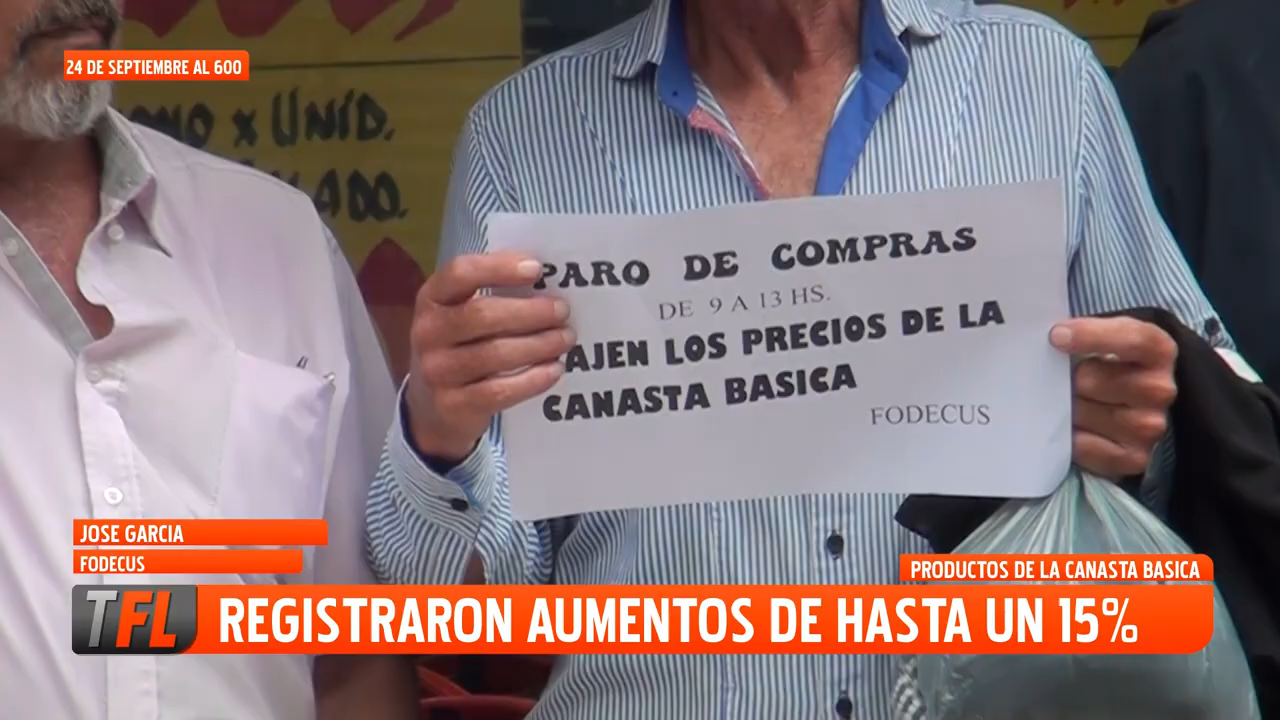 24 DE SEPTIEMBRE AL 600
x UNID.
PARO DE COMPRAS
DE 9 A 13 HS.
AJEN LOS PRECIOS DE LA
CANASTA BASICA
FODECUS
JOSE GARCIA
FODECUS
PRODUCTOS DE LA CANASTA BASICA
TFL REGISTRARON AUMENTOS DE HASTA UN 15%